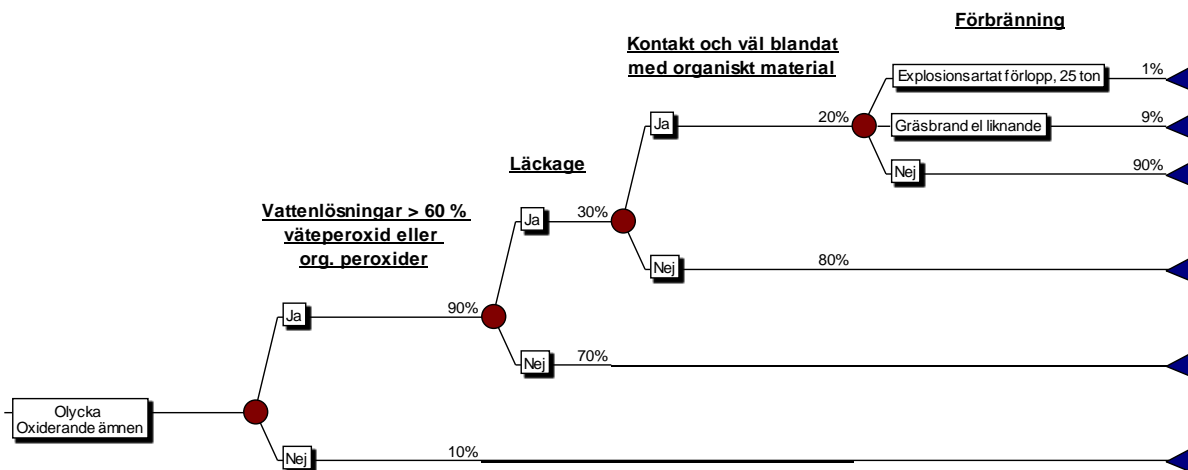 Förbränning
Kontakt och väl blandat
med organiskt material
Explosionsartat förlopp, 25 ton
1%
Ja
20%
Gräsbrand el liknande
9%
Läckage
Nej
90%
Vattenlösningar > 60 %
väteperoxid eller
org. peroxider
Ja
30%
Nej
80%
Ja
90%
Nej
70%
Olycka
Oxiderande ämnen
Nej
10%